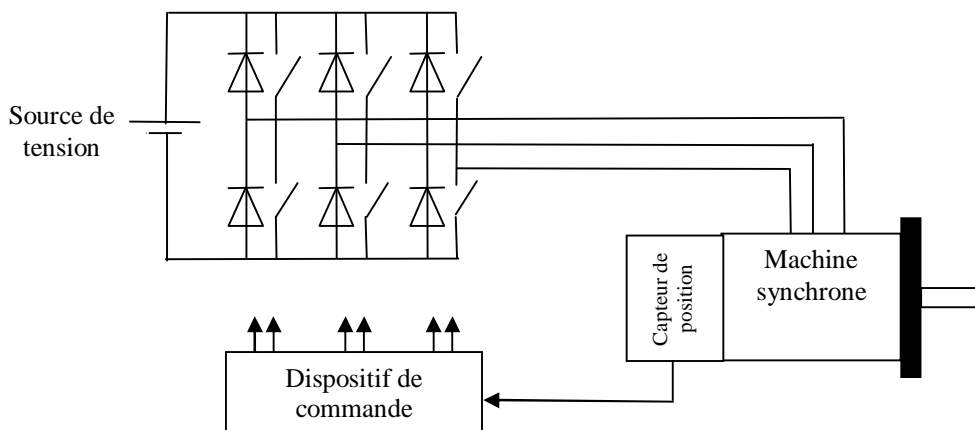 Source de
tension
Capteur de
position
Machine
synchrone
Dispositif de
commande